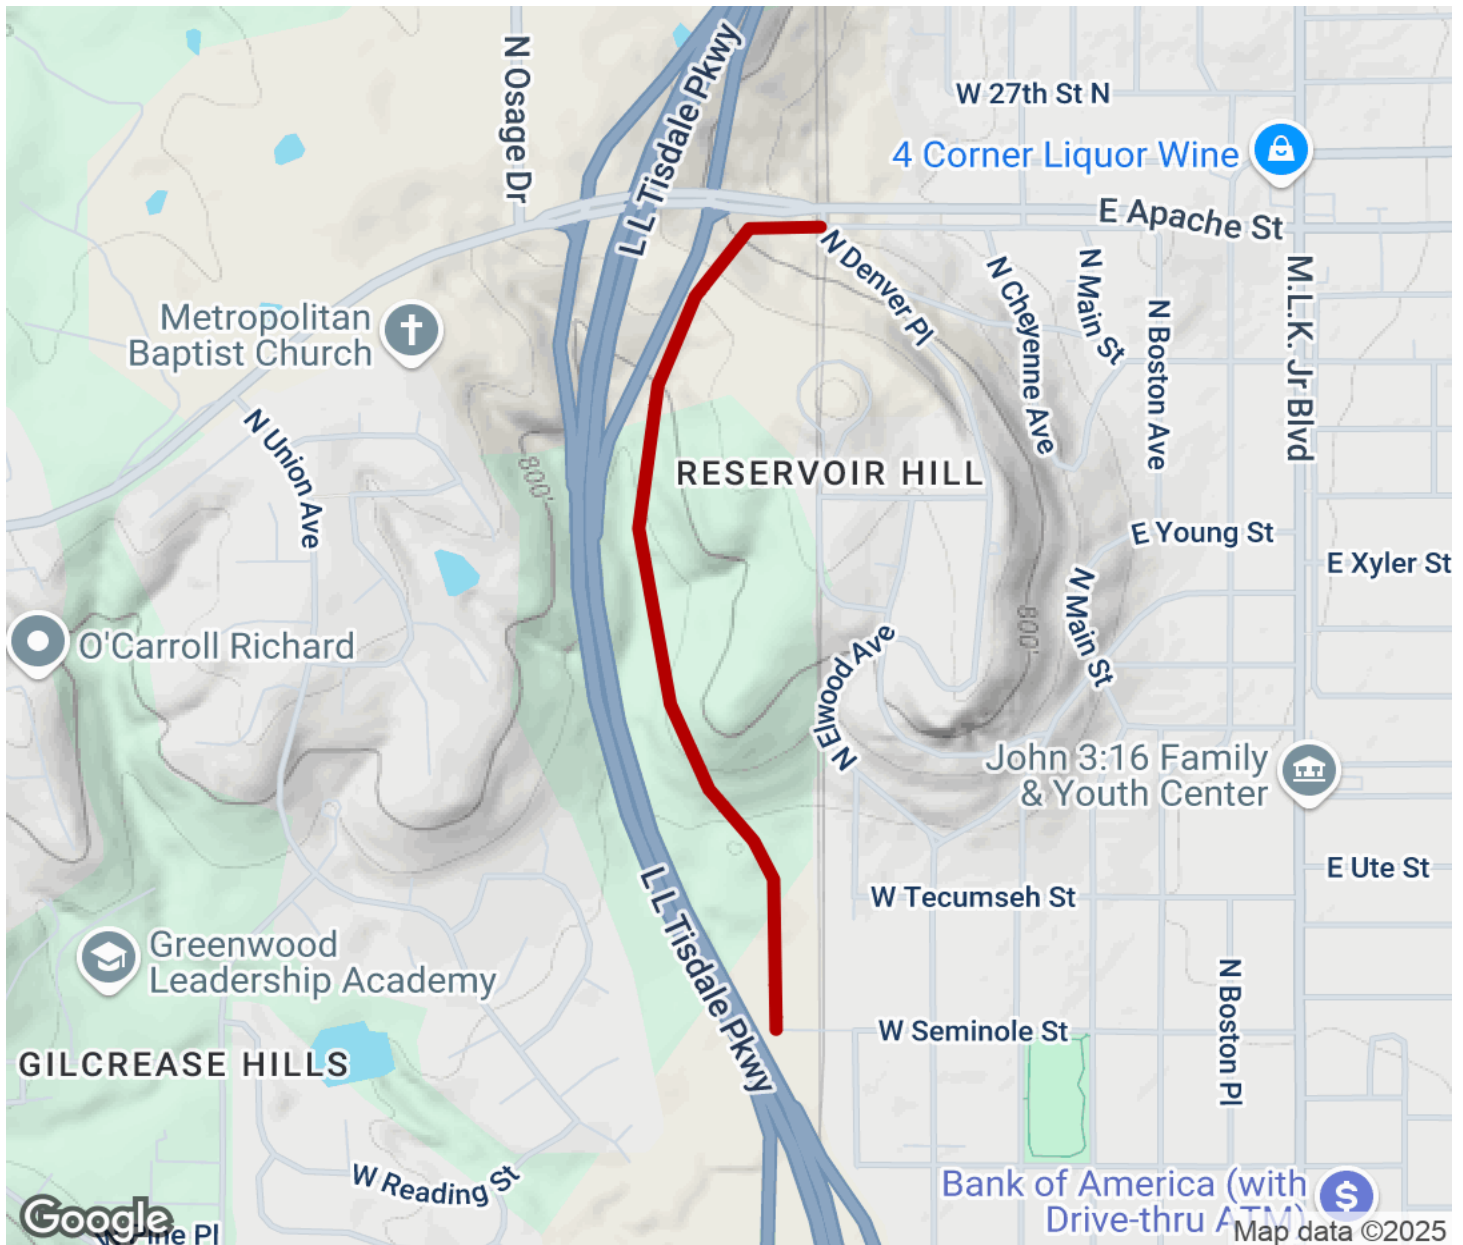 N Osage Dr
L L Tisdale Pkwy
W 27th St N
4 Corner Liquor Wine
E Apache St
N Denver Pl
N Cheyenne Ave
N Main St
N Boston Ave
M.L.K. Jr Blvd
Metropolitan
Baptist Church
N Union Ave
800'
RESERVOIR HILL
E Young St
E Xyler St
N Main St
800'
O'Carroll Richard
N Elwood Ave
John 3:16 Family
& Youth Center
E Ute St
L L Tisdale Pkwy
W Tecumseh St
Greenwood
Leadership Academy
N Boston Pl
W Seminole St
GILCREASE HILLS
W Reading St
Bank of America (with
Drive-thru ATM)
Google
Map data ©2025